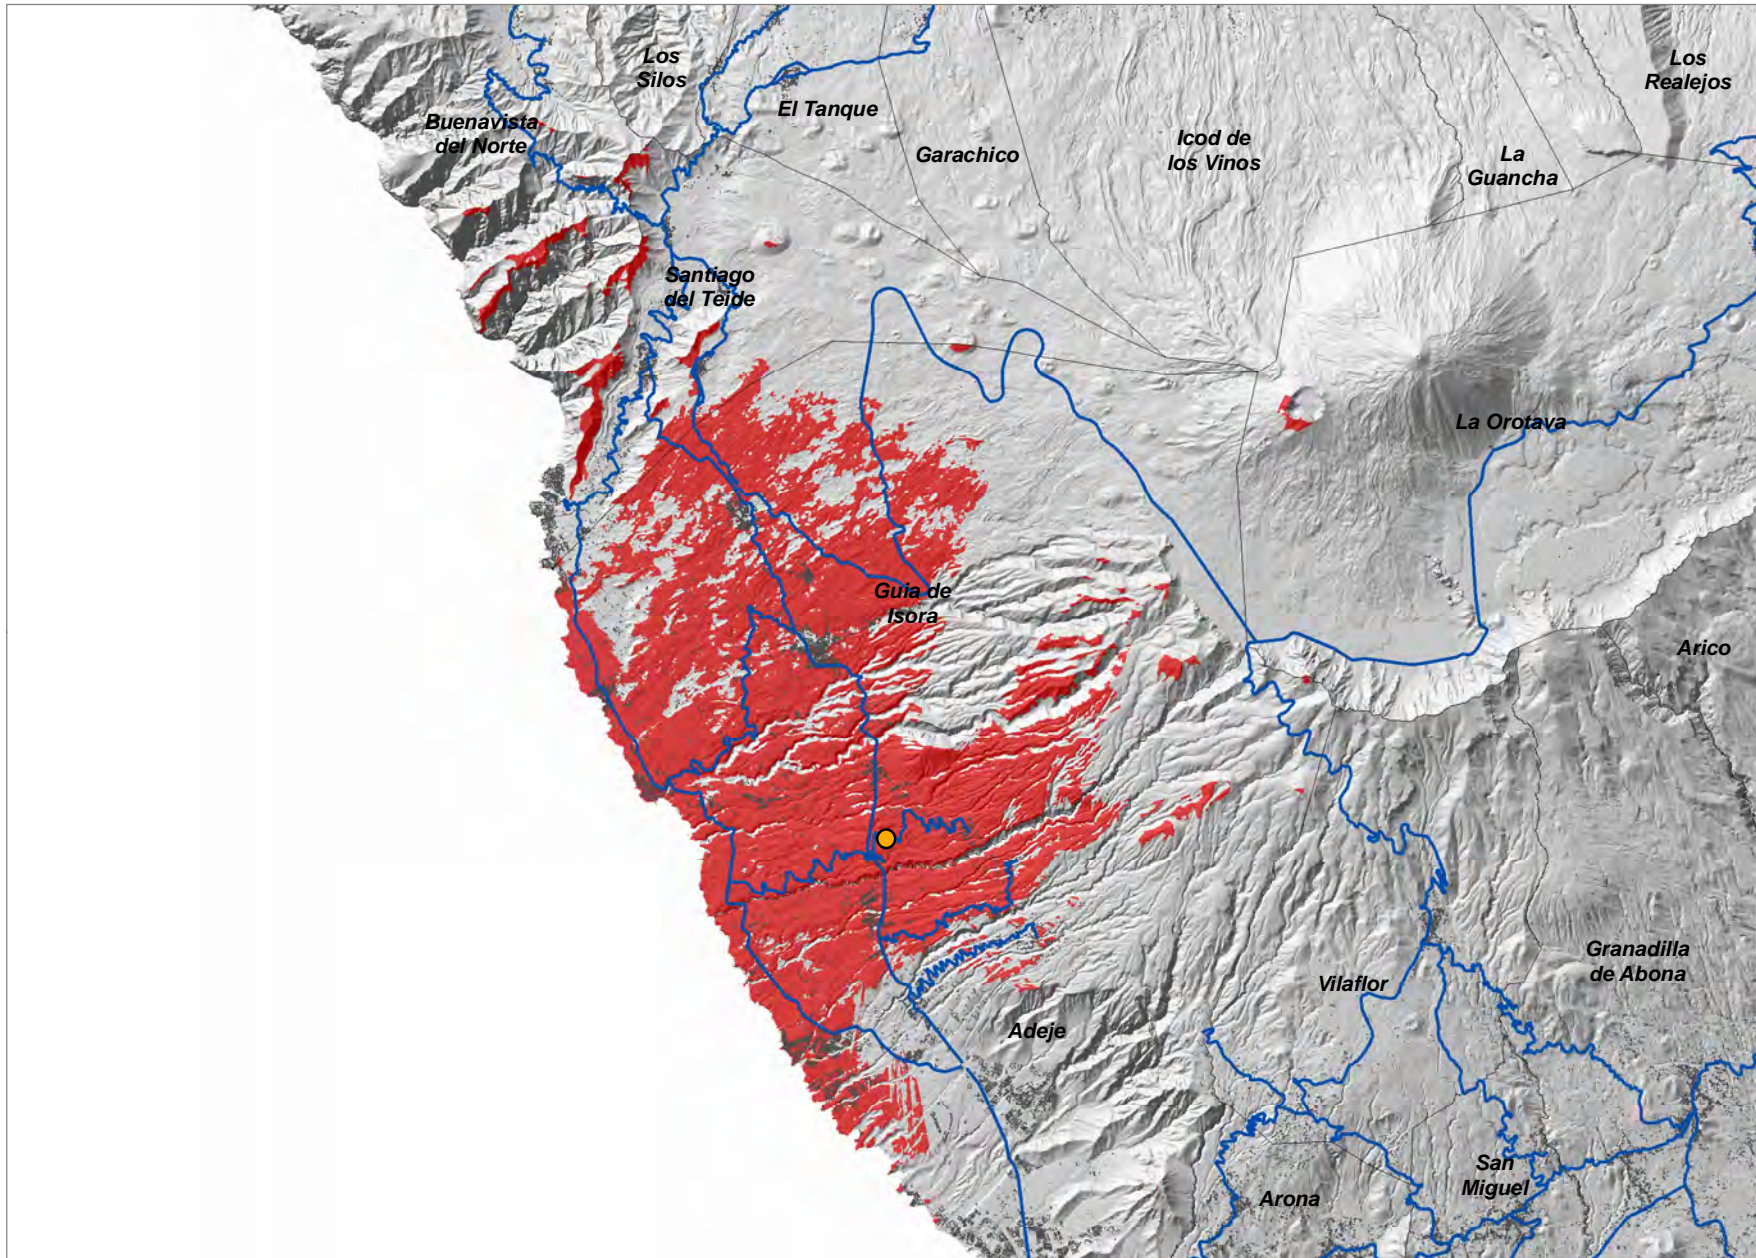 Los
Silos
Los
Realejos
El Tanque
Buenavista
del Norte
Garachico
Icod de
los Vinos
La
Guancha
Santiago
del Teide
La Orotava
Guia de
Isora
Arico
Granadilla
de Abona
Vilaflor
Adeje
San
Miguel
Arona